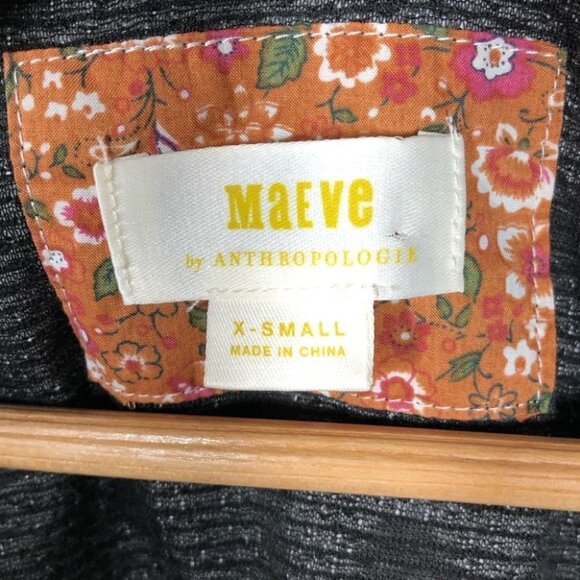 MaEVe
by ANTHROPOLOGIE
X-SMALL
MADE IN CHINA